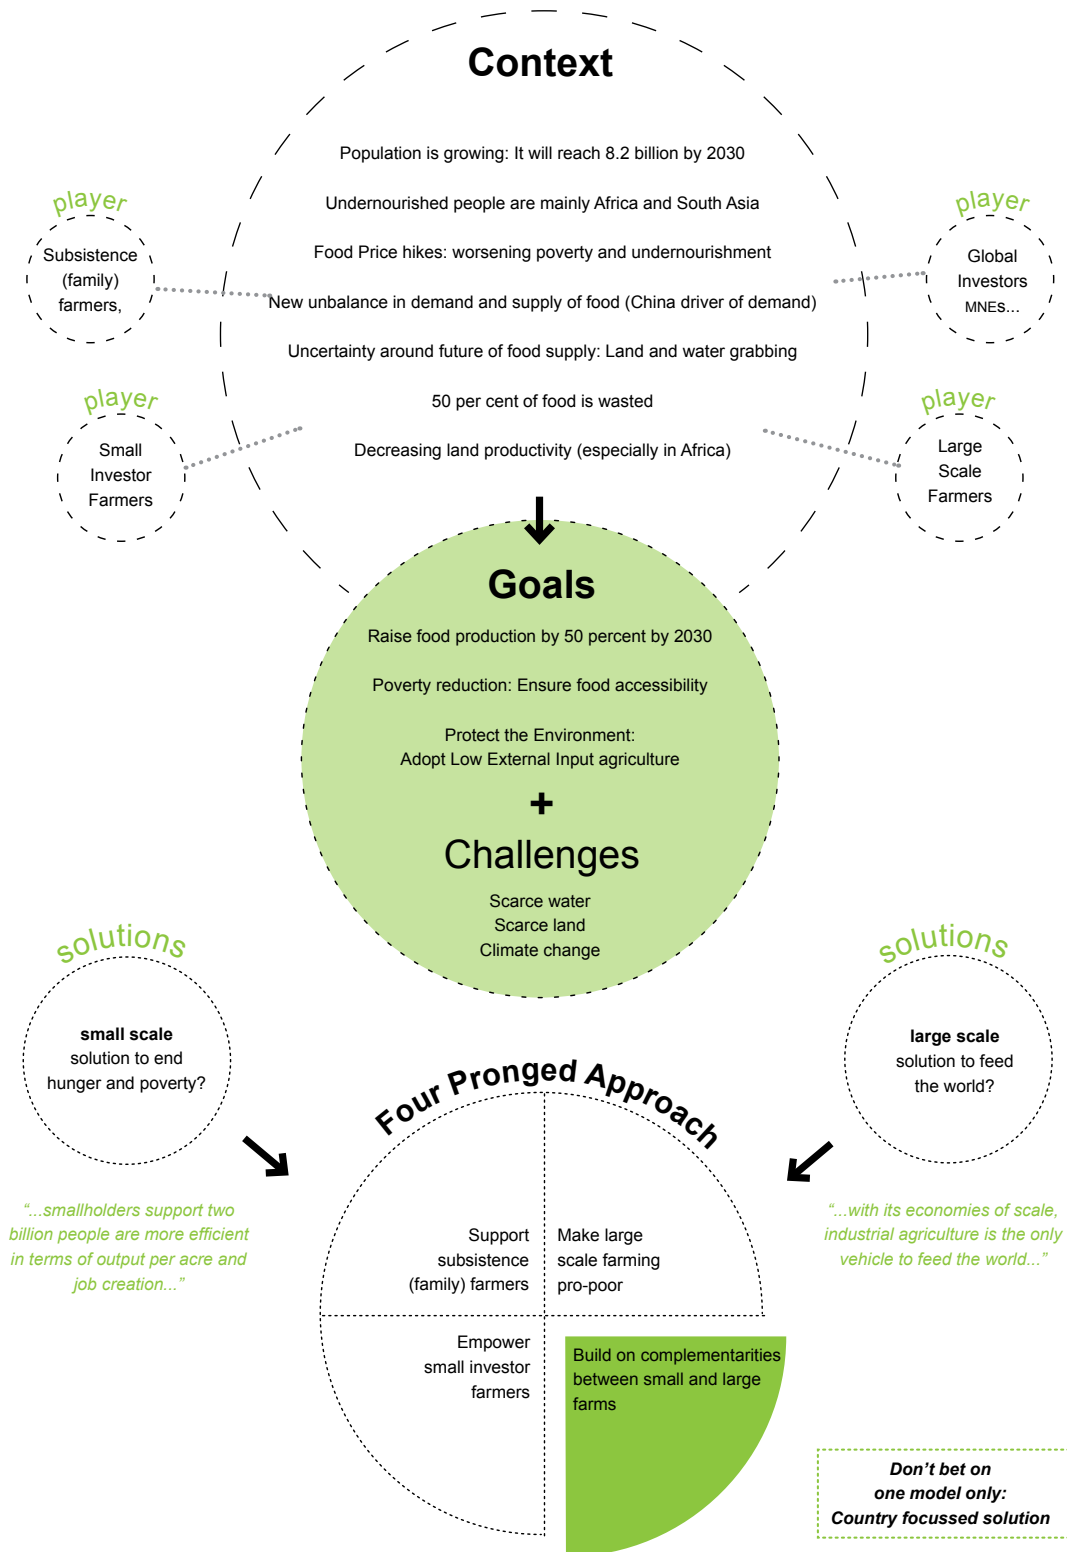 Context
Population is growing: It will reach 8.2 billion by 2030
Undernourished people are mainly Africa and South Asia
Food Price hikes: worsening poverty and undernourishment
New unbalance in demand and supply of food (China driver of demand)
Uncertainty around future of food supply: Land and water grabbing
50 per cent of food is wasted
Decreasing land productivity (especially in Africa)
player
Subsistence
(family)
farmers,
player
Global
Investors
MNEs...
player
Small
Investor
Farmers
player
Large
Scale
Farmers
Goals
Raise food production by 50 percent by 2030
Poverty reduction: Ensure food accessibility
Protect the Environment:
Adopt Low External Input agriculture
+
Challenges
Scarce water
Scarce land
Climate change
solutions
small scale
solution to end
hunger and poverty?
"...smallholders support two
billion people are more efficient
in terms of output per acre and
job creation..."
solutions
large scale
solution to feed
the world?
"...with its economies of scale,
industrial agriculture is the only
vehicle to feed the world..."
Four Pronged Approach
Support
subsistence
(family) farmers
Make large
scale farming
pro-poor
Empower
small investor
farmers
Build on complementarities
between small and large
farms
Don't bet on
one model only:
Country focussed solution